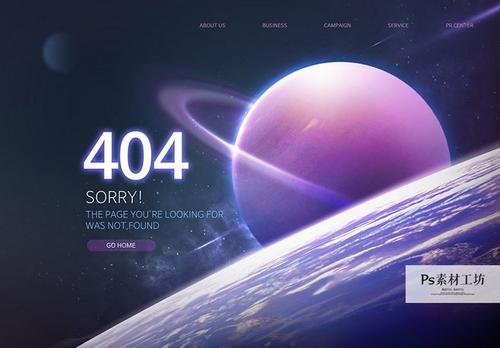 ABOUT US BUSINESS CAMPAIGN SERVICE PR CENTER
404
SORRY!
THE PAGE YOU'RE LOOKING FOR
WAS NOT,FOUND
GO HOME
Ps素材工坊